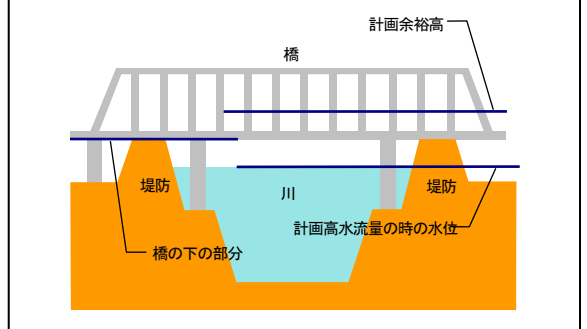 計画余裕高
橋
堤防
川
堤防
計画高水流量の時の水位
橋の下の部分